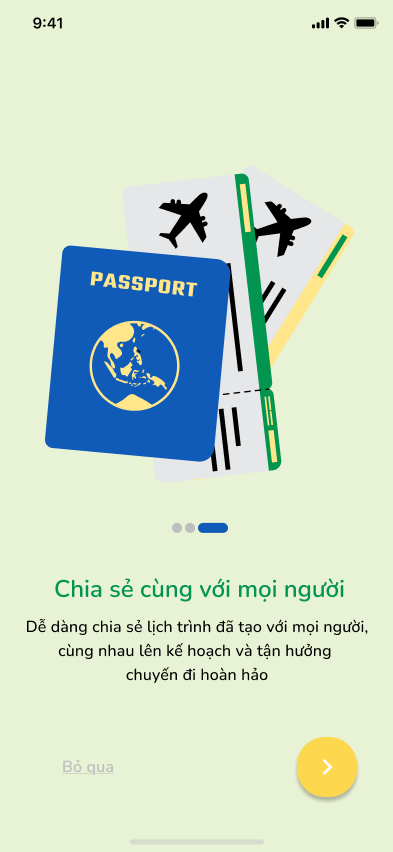 9:41
PASSPORT
Chia sẻ cùng với mọi người
Dễ dàng chia sẻ lịch trình đã tạo với mọi người,
cùng nhau lên kế hoạch và tận hưởng
chuyến đi hoàn hảo
Bỏ qua